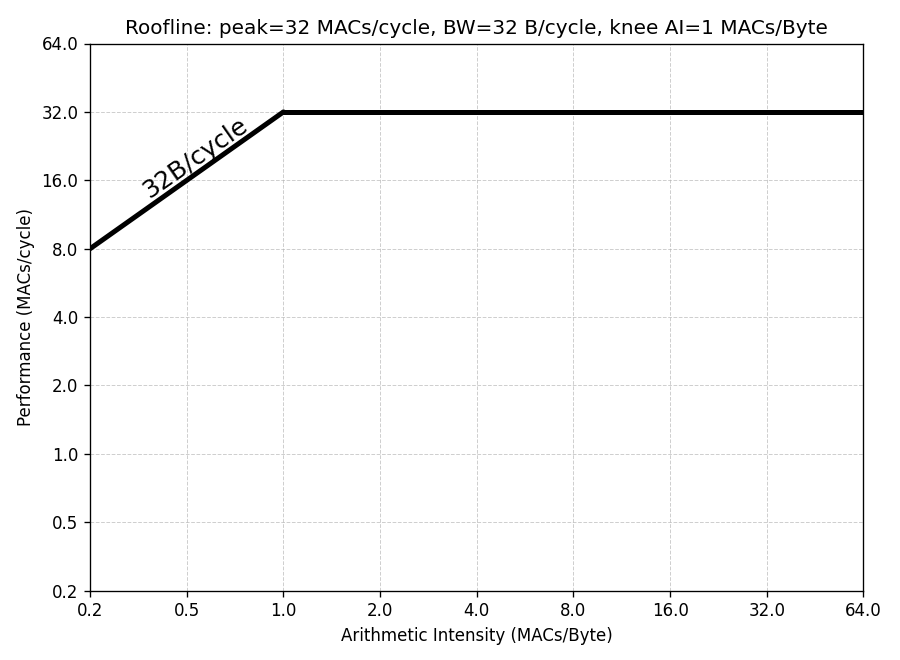 Roofline: peak=32 MACs/cycle, BW=32 B/cycle, knee AI=1 MACs/Byte
64.0
32.0
16.0
8.0
4.0
2.0
1.0
0.5
0.2
Performance (MACs/cycle)
32B/cycle
0.2 0.5 1.0 2.0 4.0 8.0 16.0 32.0 64.0
Arithmetic Intensity (MACs/Byte)